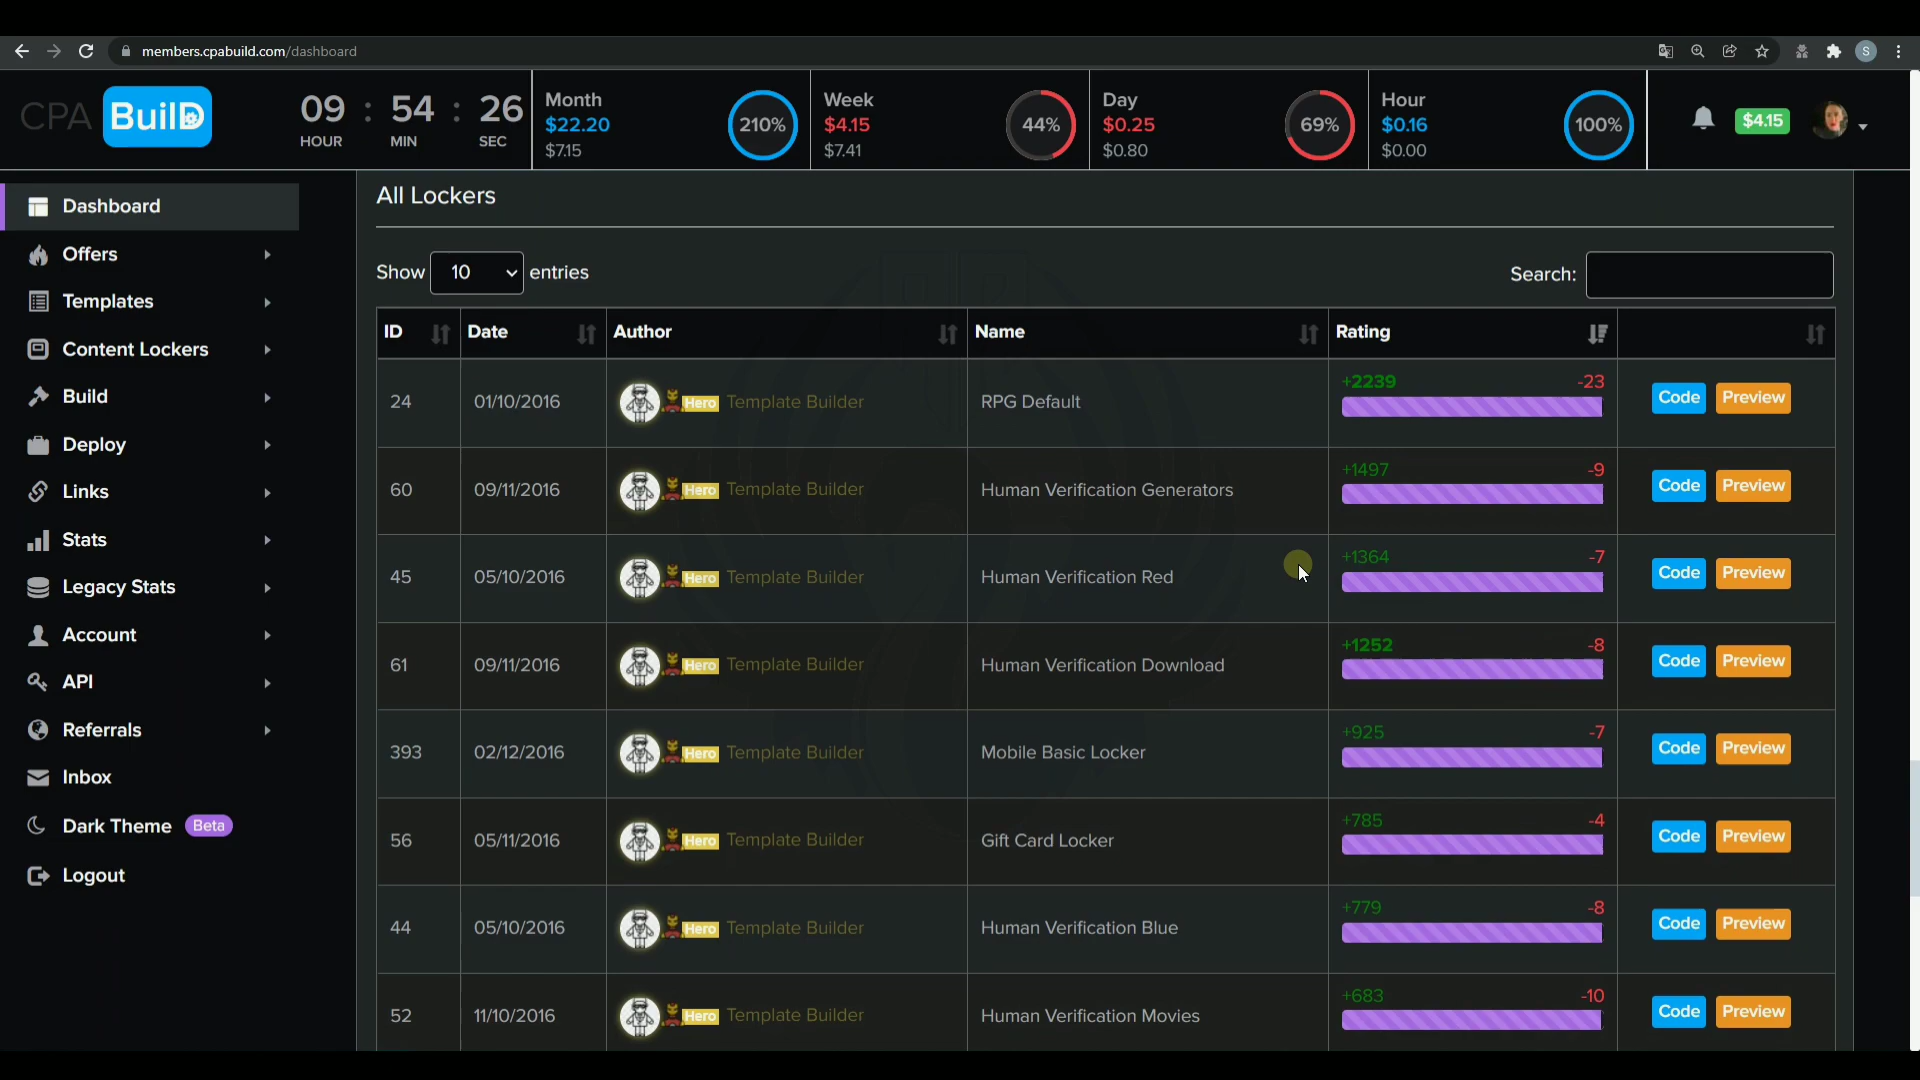 members.cpabuild.com/dashboard
S
CPA BuilD
09 : 54 : 26
HOUR MIN SEC
Month
$22.20
$7.15
210%
Week
$4.15
$7.41
44%
Day
$0.25
$0.80
69%
Hour
$0.16
$0.00
100%
$4.15
Dashboard
Offers
Templates
Content Lockers
Build
Deploy
Links
Stats
Legacy Stats
Account
API
Referrals
Inbox
Dark Theme Beta
Logout
All Lockers
Show 10 entries
Search:
ID Date Author Name Rating
24 01/10/2016 Hero Template Builder RPG Default +2239 -23 Code Preview
60 09/11/2016 Hero Template Builder Human Verification Generators +1497 -9 Code Preview
45 05/10/2016 Hero Template Builder Human Verification Red +1364 -7 Code Preview
61 09/11/2016 Hero Template Builder Human Verification Download +1252 -8 Code Preview
393 02/12/2016 Hero Template Builder Mobile Basic Locker +925 -7 Code Preview
56 05/11/2016 Hero Template Builder Gift Card Locker +785 -4 Code Preview
44 05/10/2016 Hero Template Builder Human Verification Blue +779 -8 Code Preview
52 11/10/2016 Hero Template Builder Human Verification Movies +683 -10 Code Preview